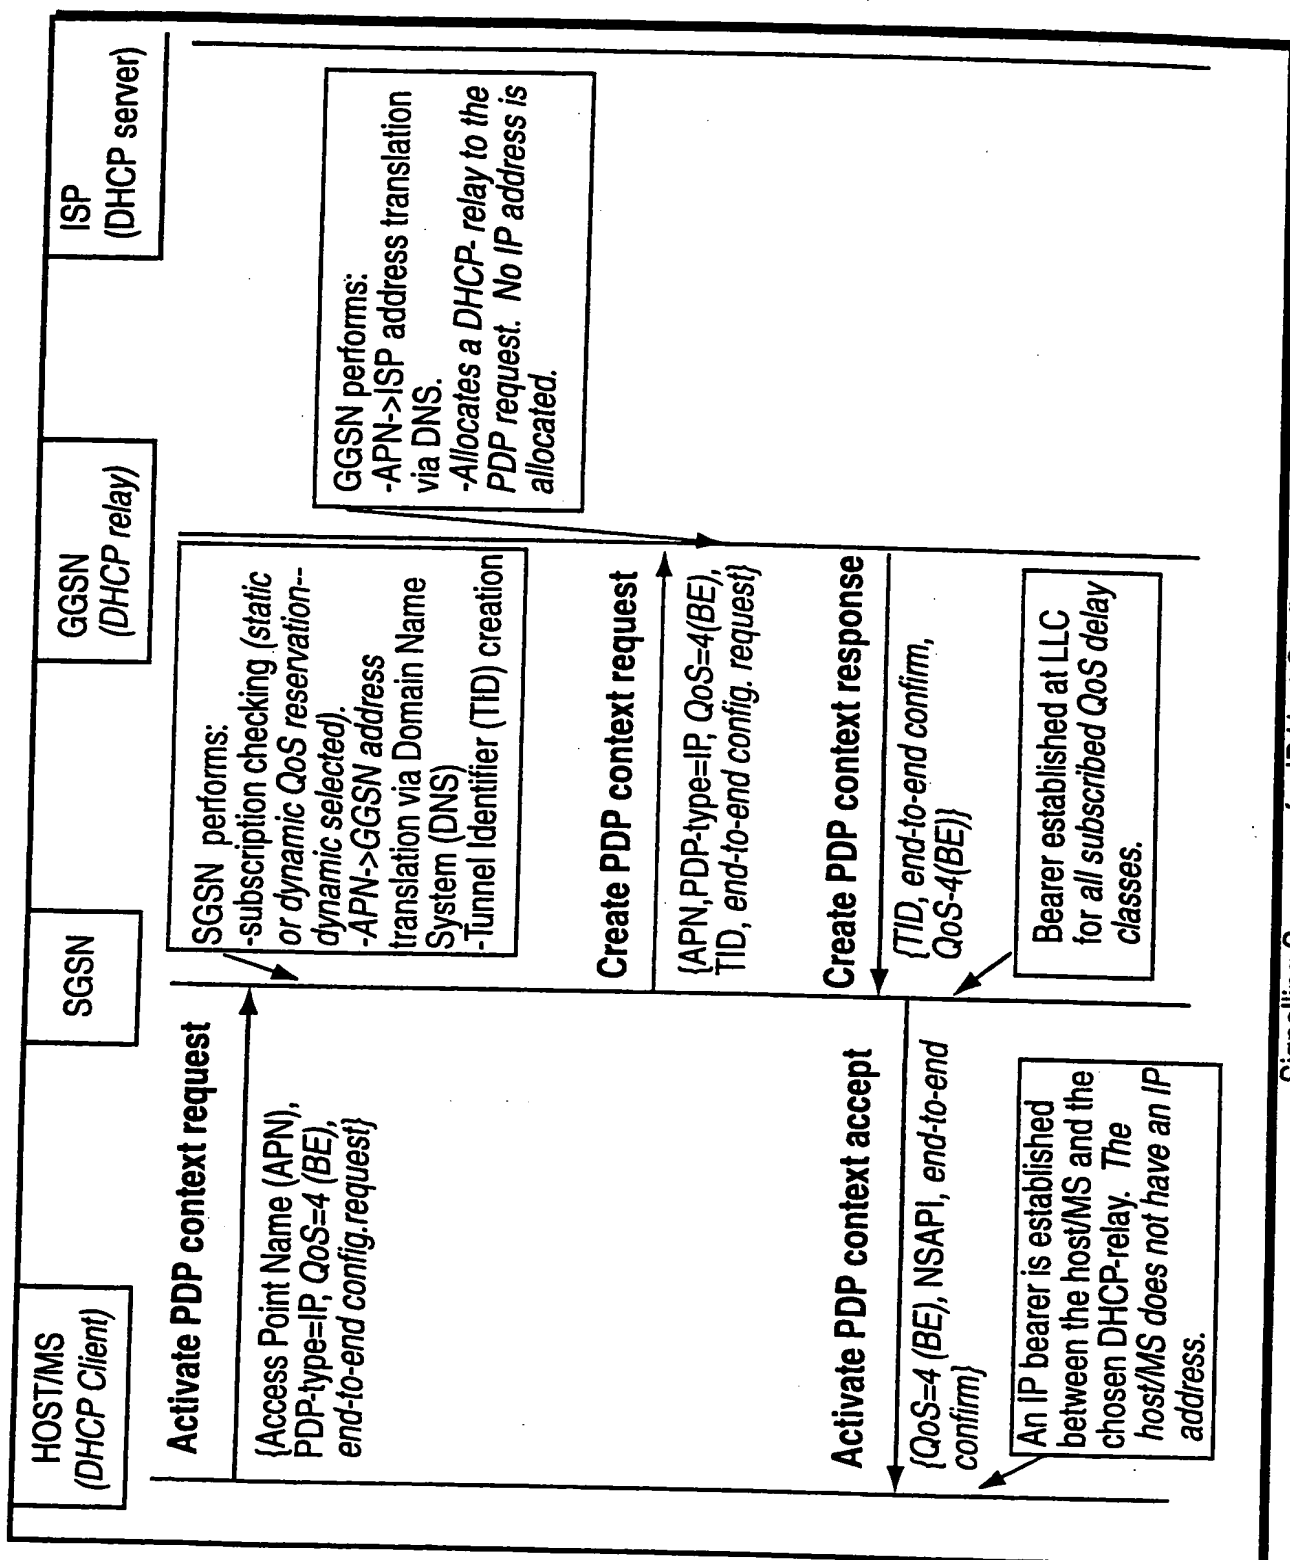 HOST/MS
(DHCP Client)
SGSN
GGSN
(DHCP relay)
ISP
(DHCP server)
Activate PDP context request
{Access Point Name (APN),
PDP-type=IP, QoS=4 (BE),
end-to-end config.request}
SGSN performs:
-subscription checking (static
or dynamic QoS reservation--
dynamic selected).
-APN->GGSN address
translation via Domain Name
System (DNS)
-Tunnel Identifier (TID) creation
Create PDP context request
{APN,PDP-type=IP, QoS=4(BE),
TID, end-to-end config. request}
GGSN performs:
-APN->ISP address translation
via DNS.
-Allocates a DHCP- relay to the
PDP request. No IP address is
allocated.
Create PDP context response
{TID, end-to-end confirm,
QoS-4(BE)}
Bearer established at LLC
for all subscribed QoS delay
classes.
Activate PDP context accept
{QoS=4 (BE), NSAPI, end-to-end
confirm}
An IP bearer is established
between the host/MS and the
chosen DHCP-relay. The
host/MS does not have an IP
address.